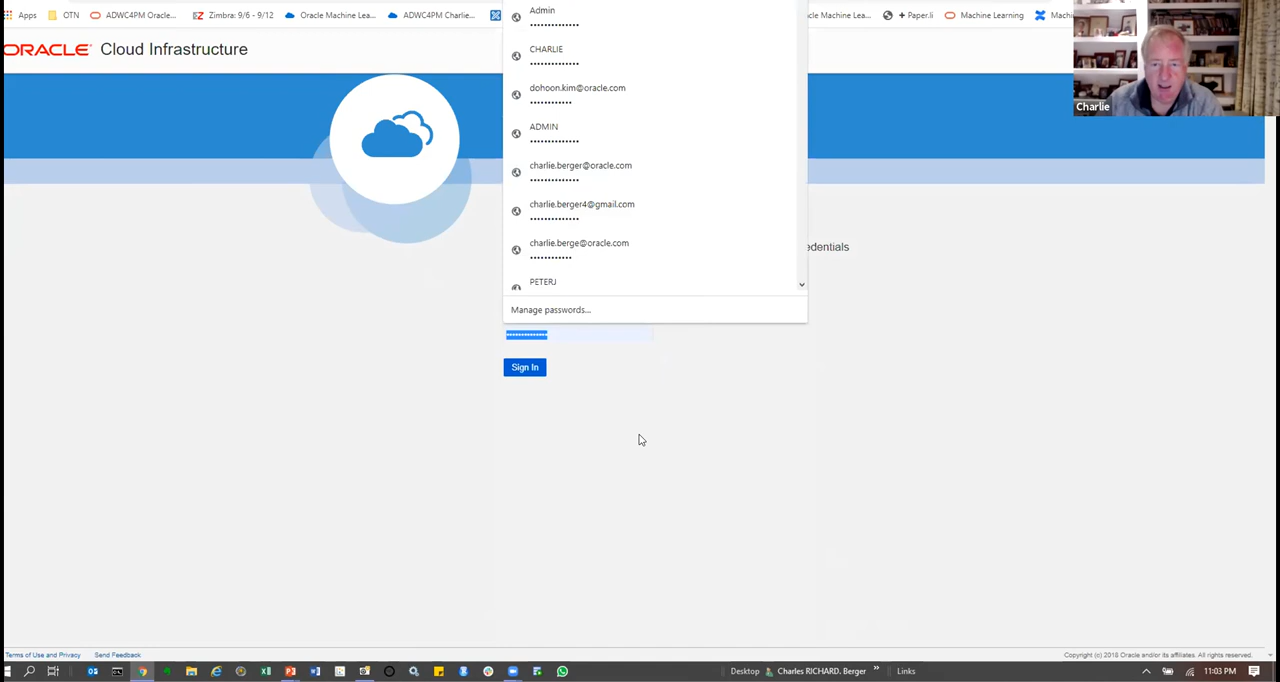 Apps
OTN
ADWC4PM Oracle...
Zimbra: 9/6 - 9/12
Oracle Machine Lea...
ADWC4PM Charlie...
cle Machine Lea...
+ Paper.li
Machine Learning
Machi
ORACLE Cloud Infrastructure
Charlie
Admin
••••••••••••••
CHARLIE
••••••••••••••
dohoon.kim@oracle.com
••••••••••••
ADMIN
••••••••••••••
charlie.berger@oracle.com
••••••••••••••
charlie.berger4@gmail.com
••••••••••••••
charlie.berge@oracle.com
••••••••••••
PETERJ
edentials
Manage passwords...
Sign In
Terms of Use and Privacy
Send Feedback
Copyright (c) 2018 Oracle and/or its affiliates. All rights reserved.
Desktop
Charles RICHARD. Berger
Links
11:03 PM